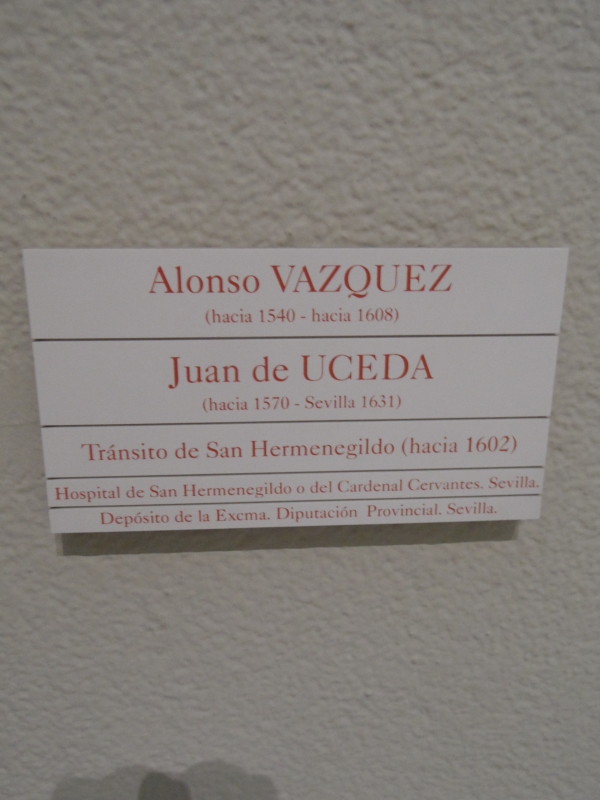 Alonso VAZQUEZ
(hacia 1540 - hacia 1608)
Juan de UCEDA
(hacia 1570 - Sevilla 1631)
Tránsito de San Hermenegildo (hacia 1602)
Hospital de San Hermenegildo o del Cardenal Cervantes. Sevilla.
Depósito de la Excma. Diputación Provincial. Sevilla.